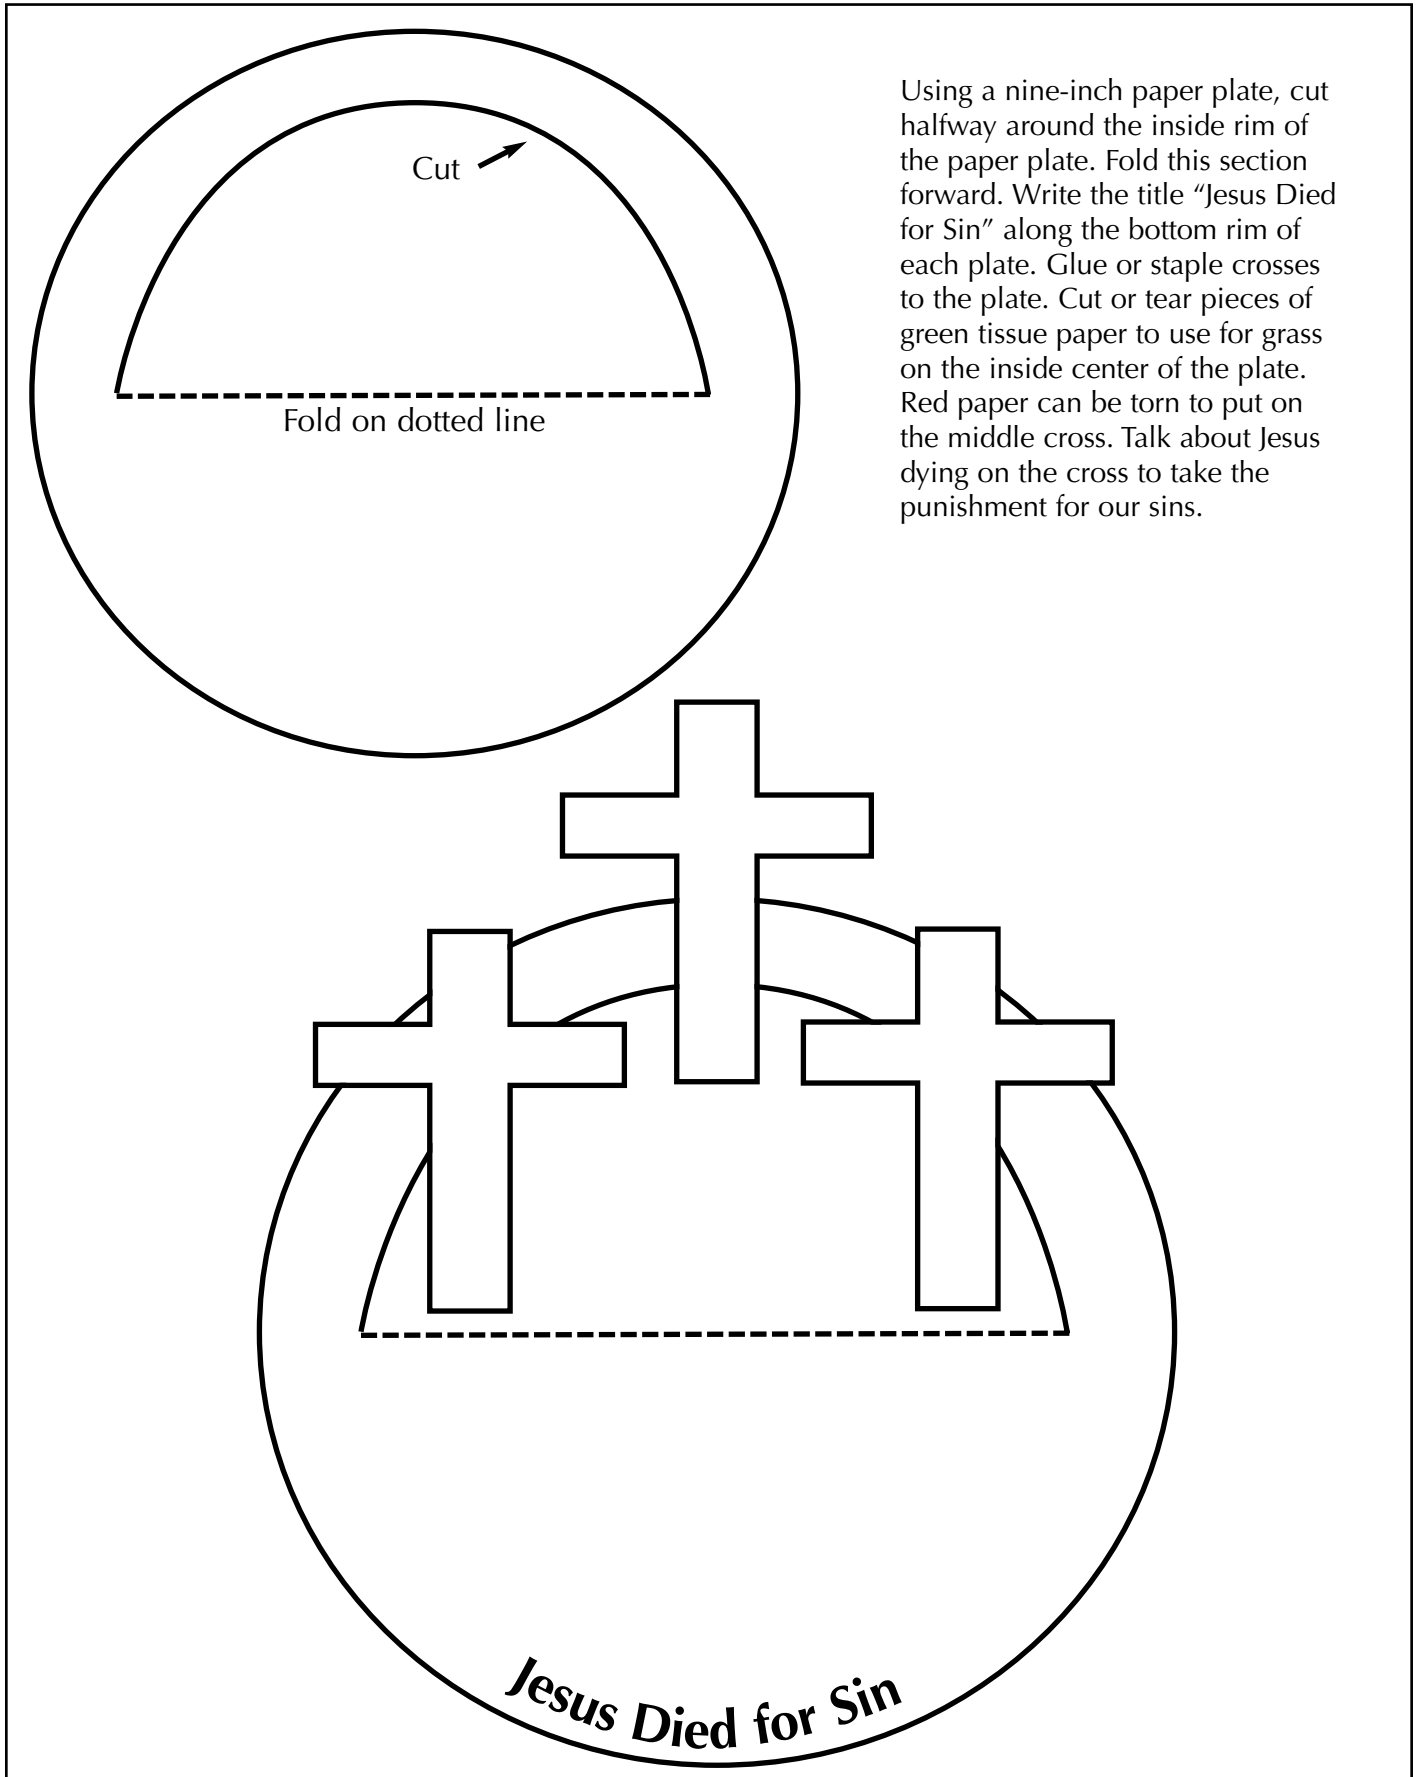 Cut
Fold on dotted line
Using a nine-inch paper plate, cut
halfway around the inside rim of
the paper plate. Fold this section
forward. Write the title “Jesus Died
for Sin” along the bottom rim of
each plate. Glue or staple crosses
to the plate. Cut or tear pieces of
green tissue paper to use for grass
on the inside center of the plate.
Red paper can be torn to put on
the middle cross. Talk about Jesus
dying on the cross to take the
punishment for our sins.
Jesus Died for Sin